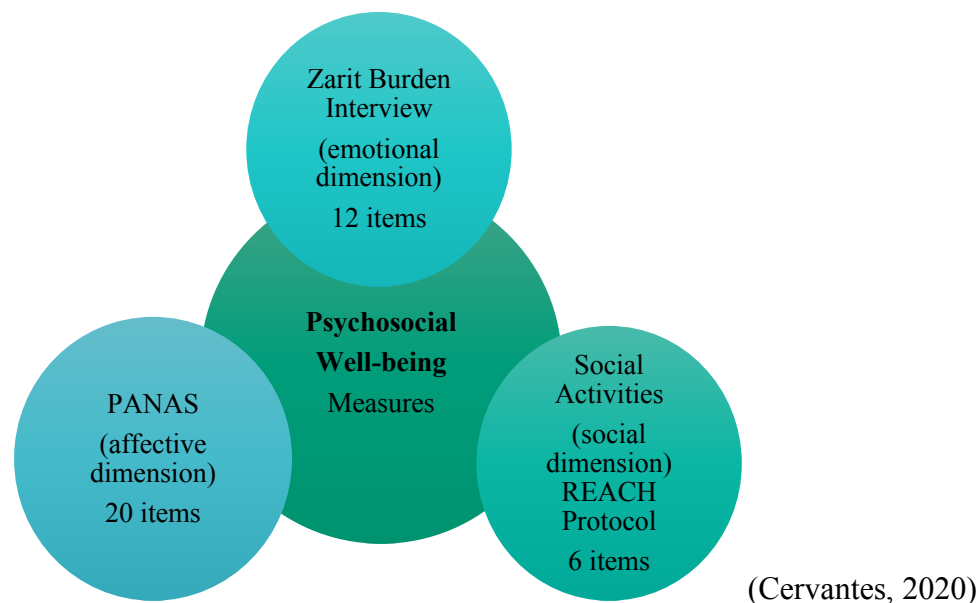 Zarit Burden
Interview
(emotional
dimension)
12 items
Psychosocial
Well-being
Measures
PANAS
(affective
dimension)
20 items
Social
Activities
(social
dimension)
REACH
Protocol
6 items
(Cervantes, 2020)